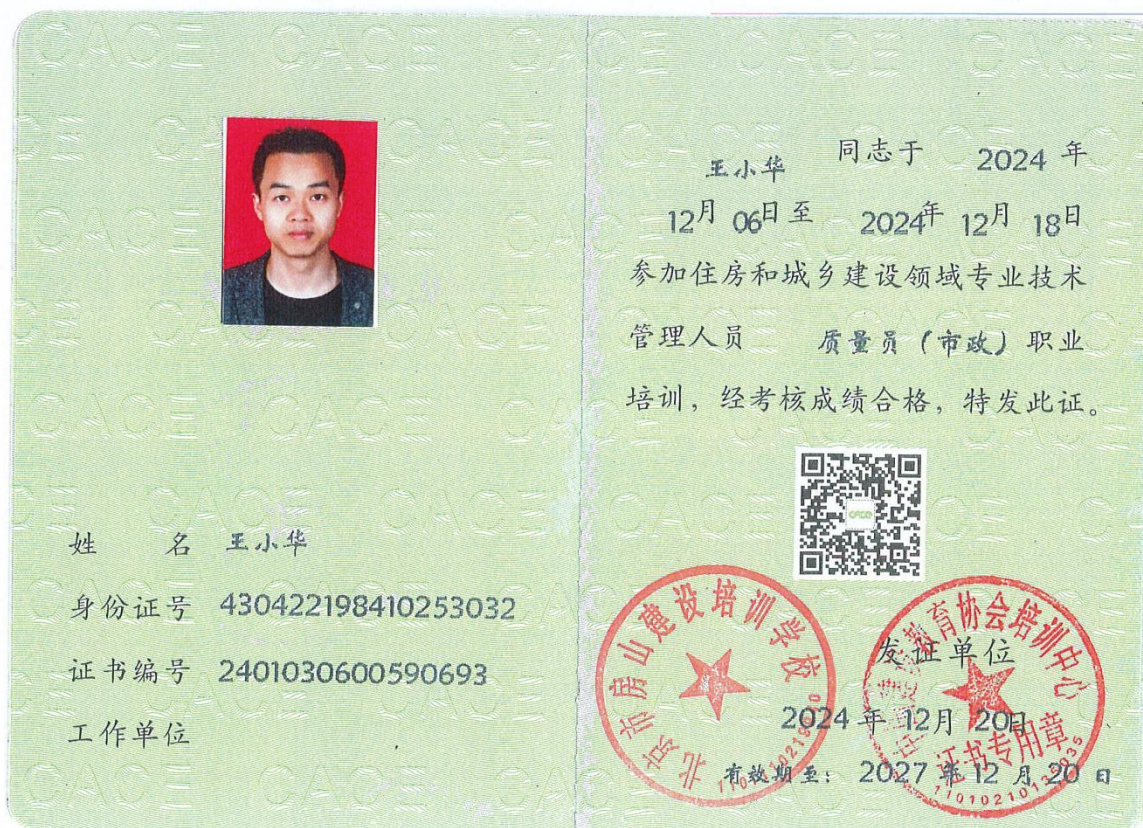 姓 名 王小华
身份证号 430422198410253032
证书编号 2401030600590693
工作单位
王小华 同志于 2024 年
12月 06日至 2024年 12月 18日
参加住房和城乡建设领域专业技术
管理人员 质量员（市政）职业
培训，经考核成绩合格，特发此证。
CACE
北京市房山建设培训学校
中国建设教育协会培训中心
证书专用章
发证单位
2024 年 12月 20日
有效期至： 2027 年 12 月 20 日